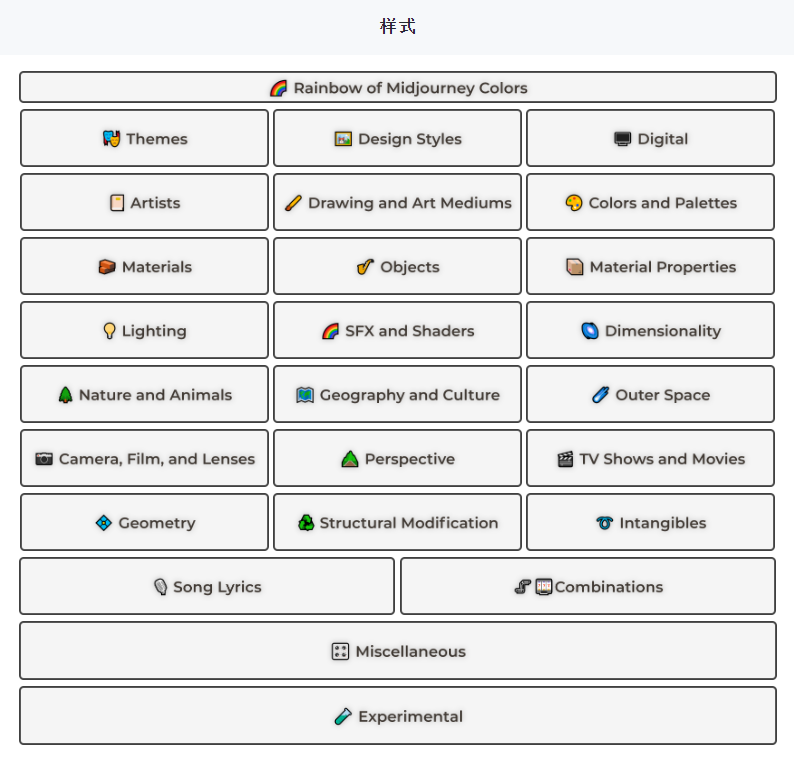 样式
Rainbow of Midjourney Colors
Themes
Design Styles
Digital
Artists
Drawing and Art Mediums
Colors and Palettes
Materials
Objects
Material Properties
Lighting
SFX and Shaders
Dimensionality
Nature and Animals
Geography and Culture
Outer Space
Camera, Film, and Lenses
Perspective
TV Shows and Movies
Geometry
Structural Modification
Intangibles
Song Lyrics
Combinations
Miscellaneous
Experimental